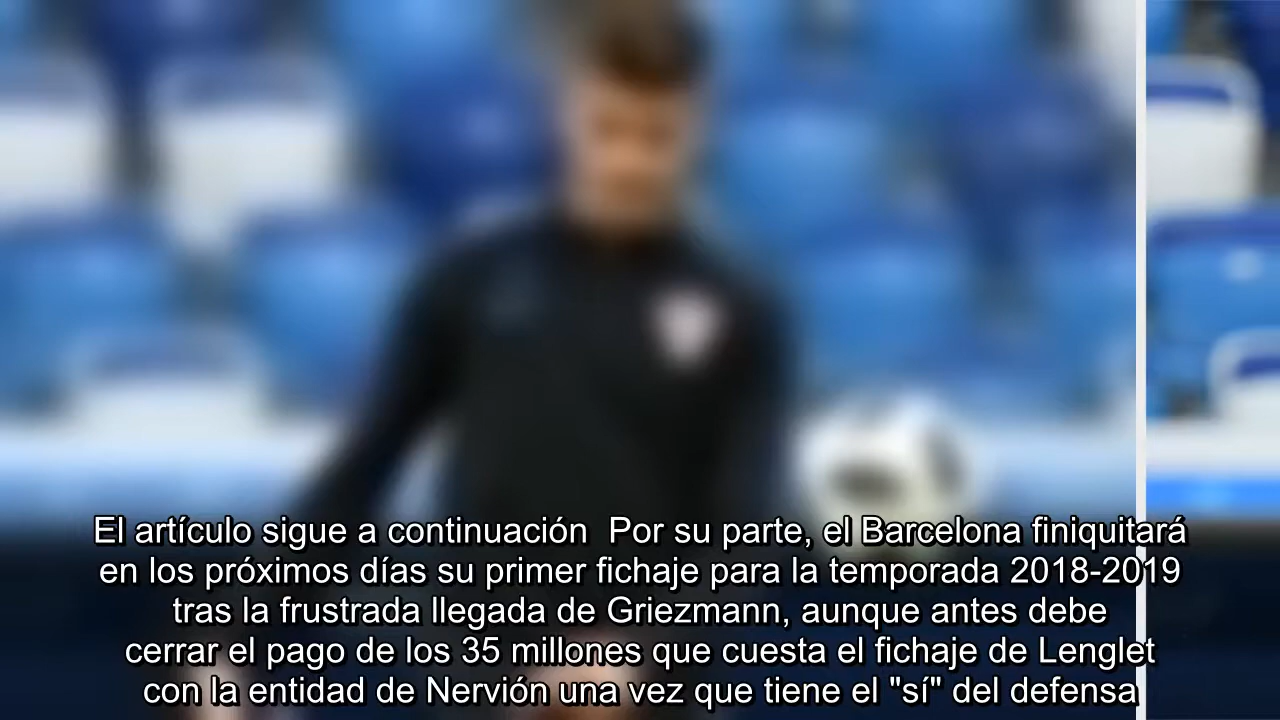 El artículo sigue a continuación  Por su parte, el Barcelona finiquitará
en los próximos días su primer fichaje para la temporada 2018-2019
tras la frustrada llegada de Griezmann, aunque antes debe
cerrar el pago de los 35 millones que cuesta el fichaje de Lenglet
con la entidad de Nervión una vez que tiene el "sí" del defensa